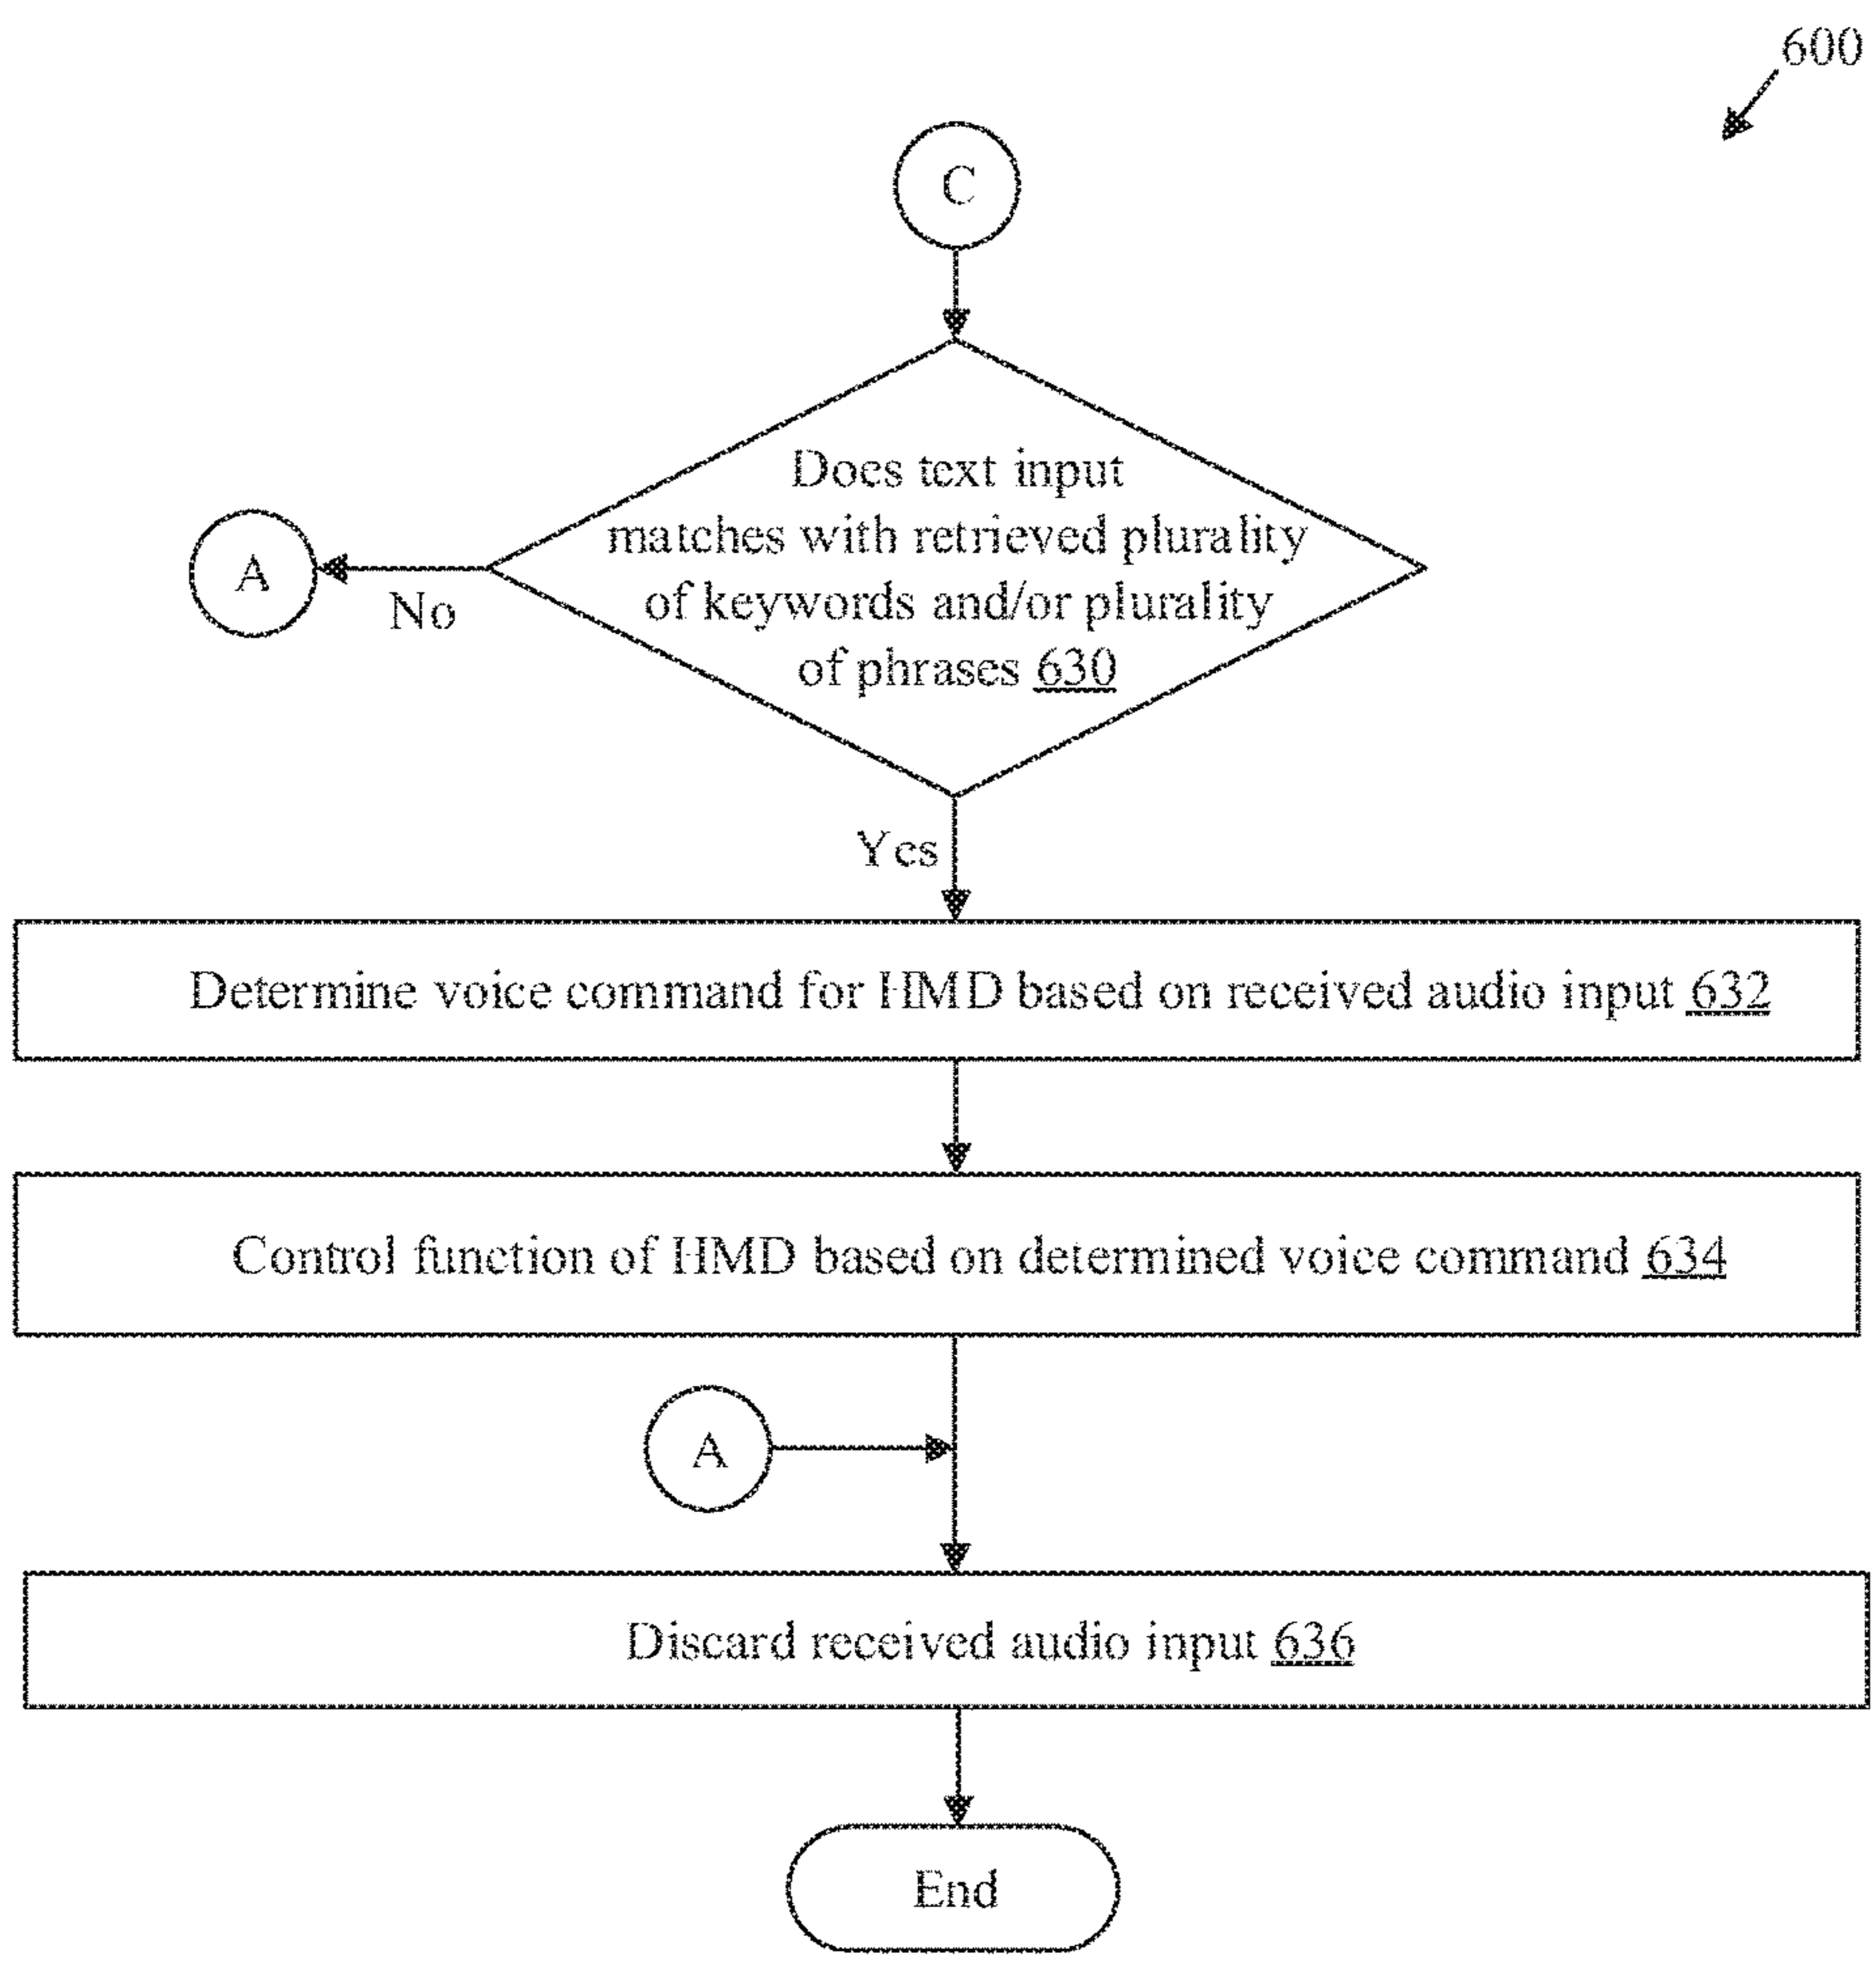 600
C
Does text input
matches with retrieved plurality
of keywords and/or plurality
of phrases 630
A
No
Yes
Determine voice command for HMD based on received audio input 632
Control function of HMD based on determined voice command 634
A
Discard received audio input 636
End